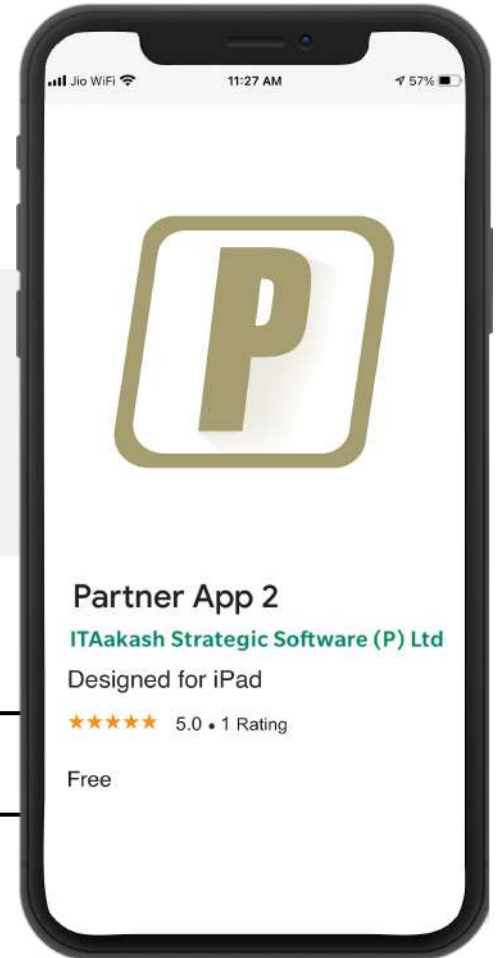 Jio WiFi 11:27 AM 57%
P
Partner App 2
ITAakash Strategic Software (P) Ltd
Designed for iPad
★★★★★ 5.0 • 1 Rating
Free